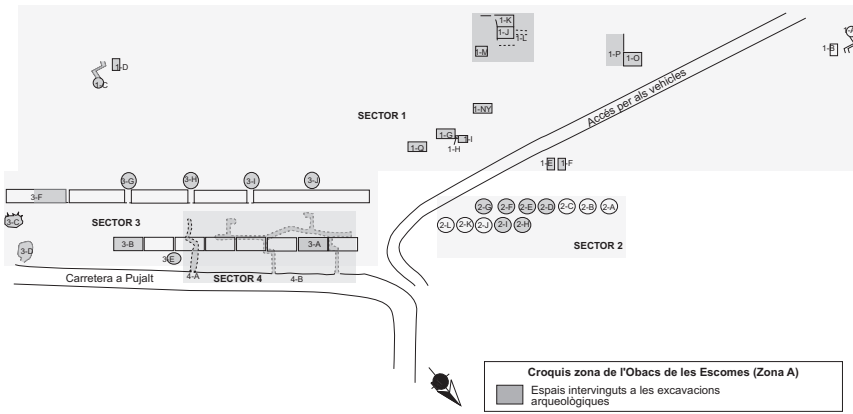 1-K
1-J
1-L
1-M
1-P
1-O
1-A
1-B
1-D
1-C
1-NY
SECTOR 1
Accés per als vehicles
1-G
1-I
1-Q
1-H
1-E
1-F
3-G
3-H
3-I
3-J
3-F
2-G
2-F
2-E
2-D
2-C
2-B
2-A
3-C
SECTOR 3
2-L
2-K
2-J
2-I
2-H
3-D
3-B
3-A
SECTOR 2
3-E
4-A
SECTOR 4
4-B
Carretera a Pujalt
Croquis zona de l'Obacs de les Escomes (Zona A)
Espais intervinguts a les excavacions
arqueològiques